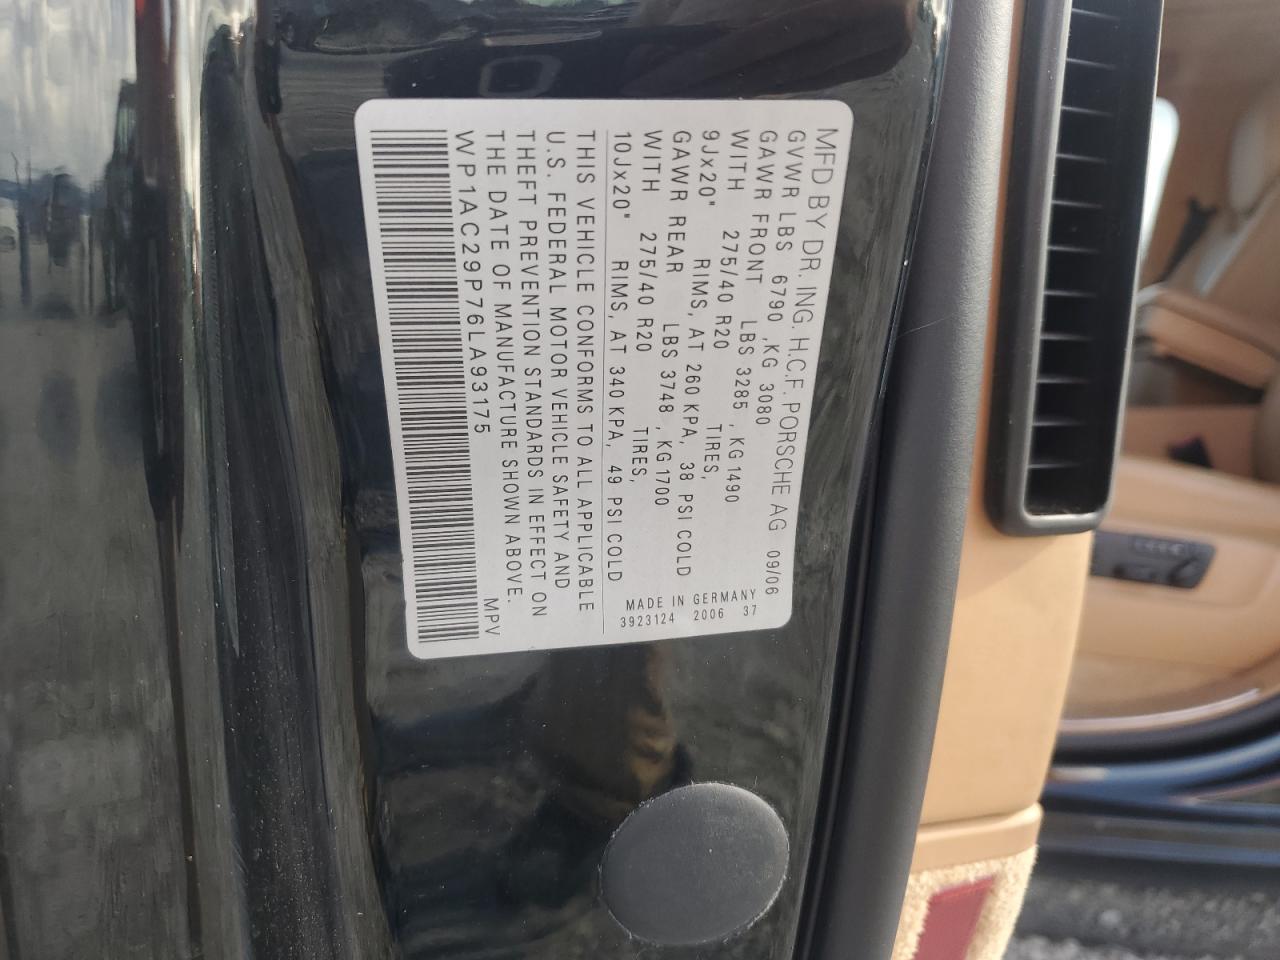 MFD BY DR. ING. H.C.F. PORSCHE AG 09/06
GVWR LBS 6790 ,KG 3080
GAWR FRONT LBS 3285 , KG 1490
WITH 275/40 R20 TIRES,
9Jx20" RIMS, AT 260 KPA, 38 PSI COLD
GAWR REAR LBS 3748 KG 1700
WITH 275/40 R20 TIRES,
10Jx20" RIMS, AT 340 KPA, 49 PSI COLD
MADE IN GERMANY
3923124 2006 37
THIS VEHICLE CONFORMS TO ALL APPLICABLE
U.S. FEDERAL MOTOR VEHICLE SAFETY AND
THEFT PREVENTION STANDARDS IN EFFECT ON
THE DATE OF MANUFACTURE SHOWN ABOVE.
WP1AC29P76LA93175 MPV